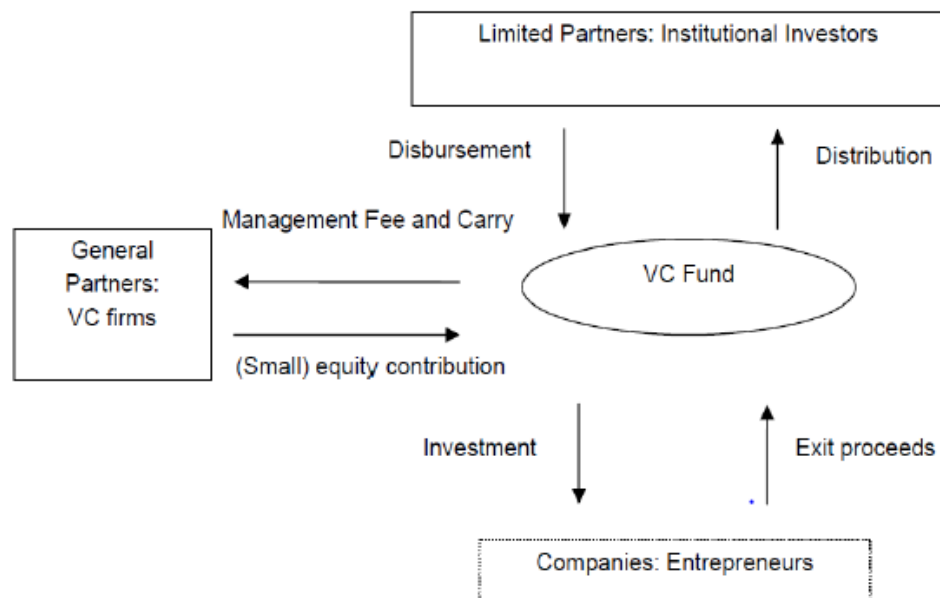 Limited Partners: Institutional Investors
Disbursement
Distribution
Management Fee and Carry
General
Partners:
VC firms
VC Fund
(Small) equity contribution
Investment
Exit proceeds
Companies: Entrepreneurs